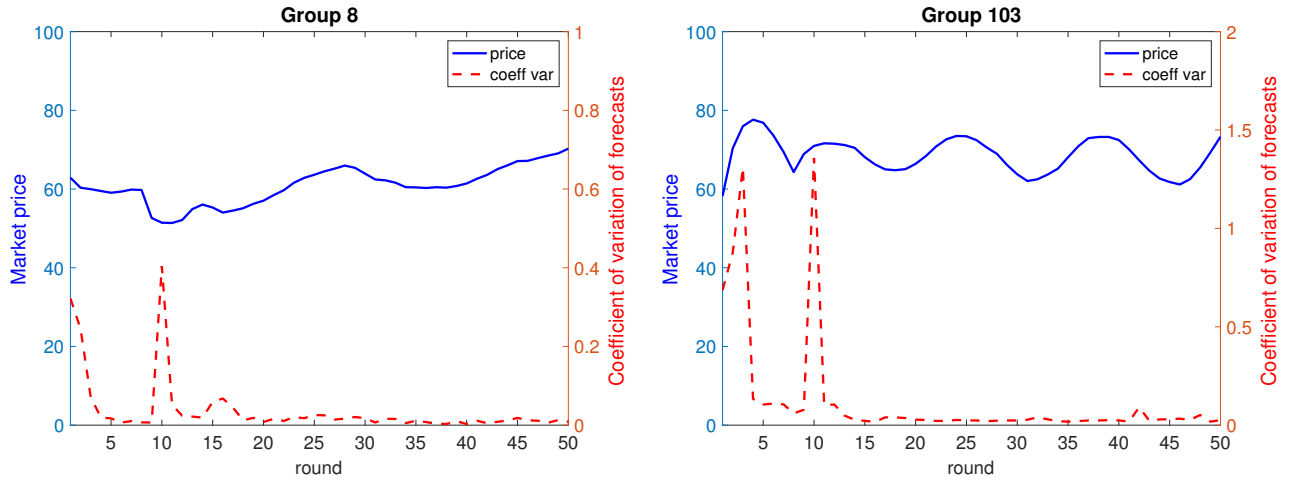 Group 8
100
80
60
40
20
0
Market price
1
0.8
0.6
0.4
0.2
0
Coefficient of variation of forecasts
price
coeff var
5 10 15 20 25 30 35 40 45 50
round
Group 103
100
80
60
40
20
0
Market price
2
1.5
1
0.5
0
Coefficient of variation of forecasts
price
coeff var
5 10 15 20 25 30 35 40 45 50
round